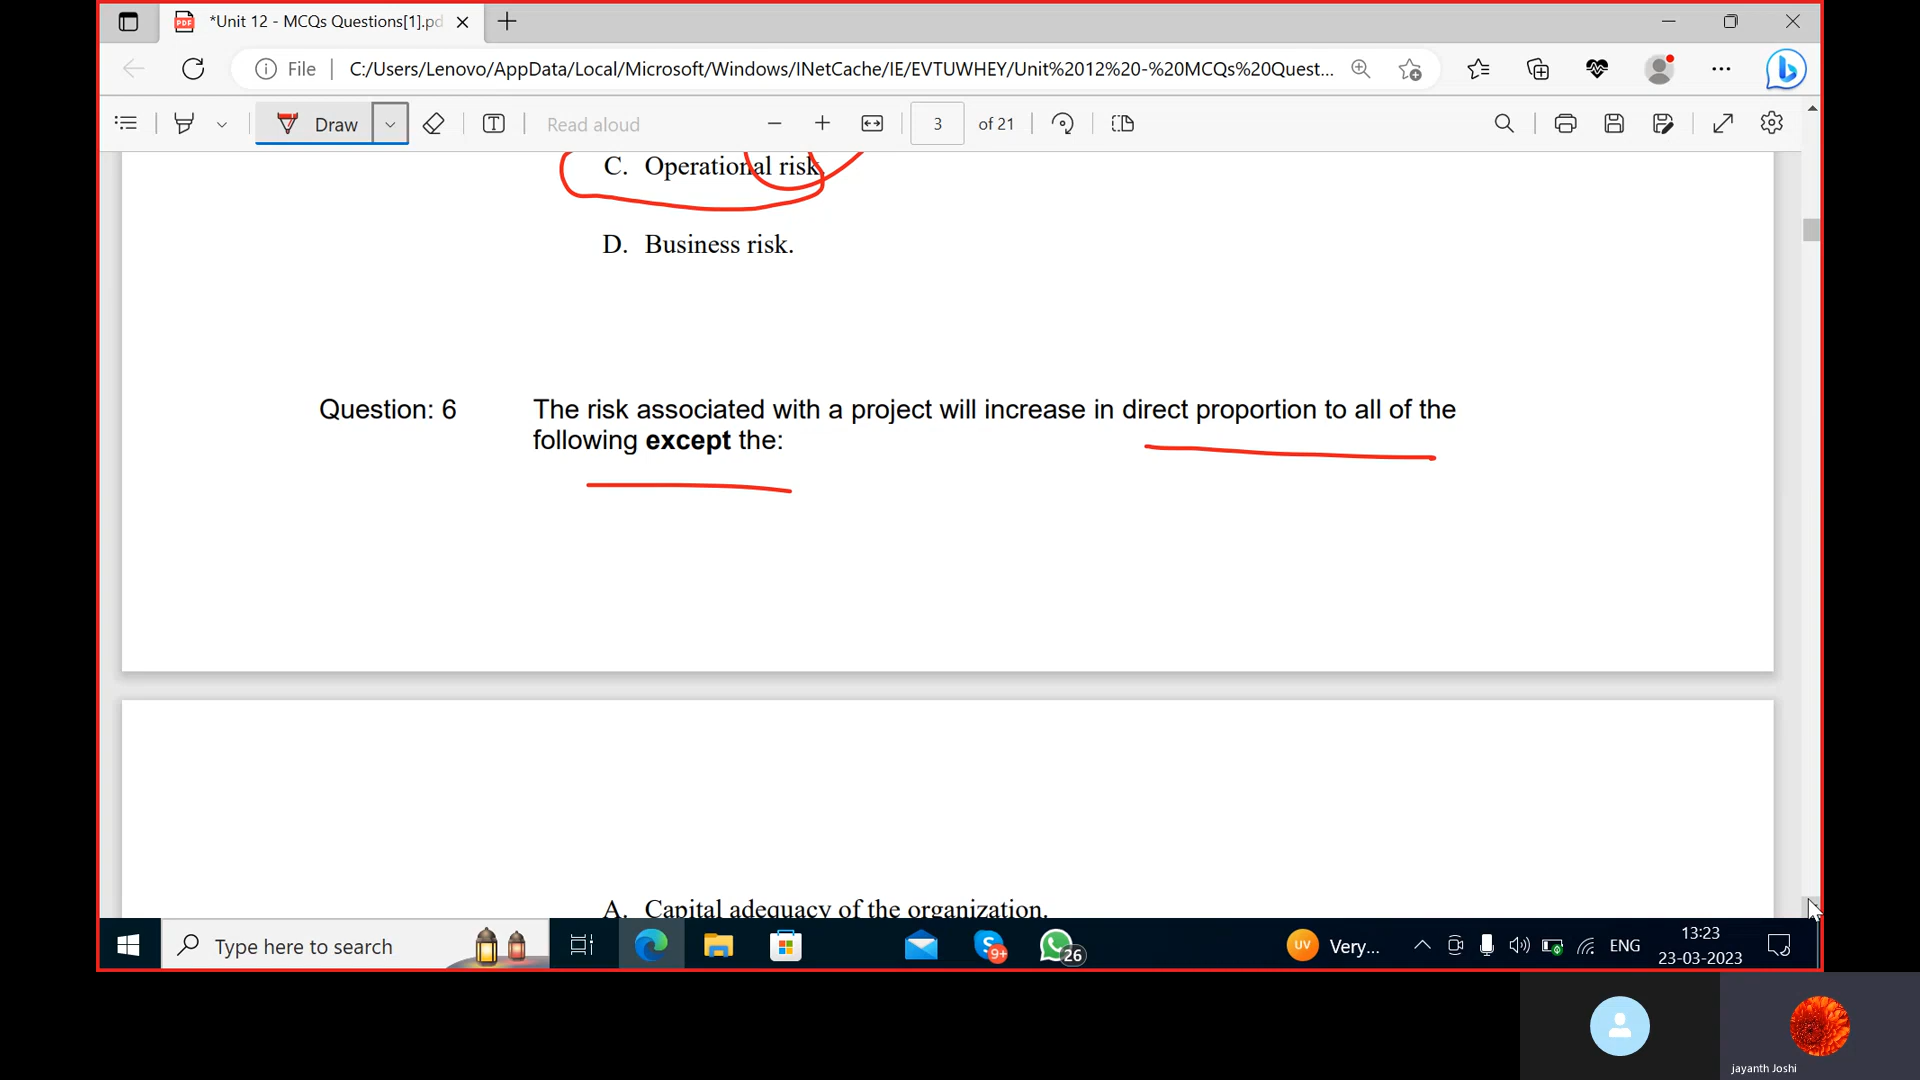 *Unit 12 - MCQs Questions[1].pd
File
C:/Users/Lenovo/AppData/Local/Microsoft/Windows/INetCache/IE/EVTUWHEY/Unit%2012%20-%20MCQs%20Quest...
Draw
Read aloud
3
of 21
C. Operational risk.
D. Business risk.
Question: 6
The risk associated with a project will increase in direct proportion to all of the
following except the:
A. Capital adequacy of the organization.
Type here to search
9+
26
UV
Very...
ENG
13:23
23-03-2023
jayanth Joshi